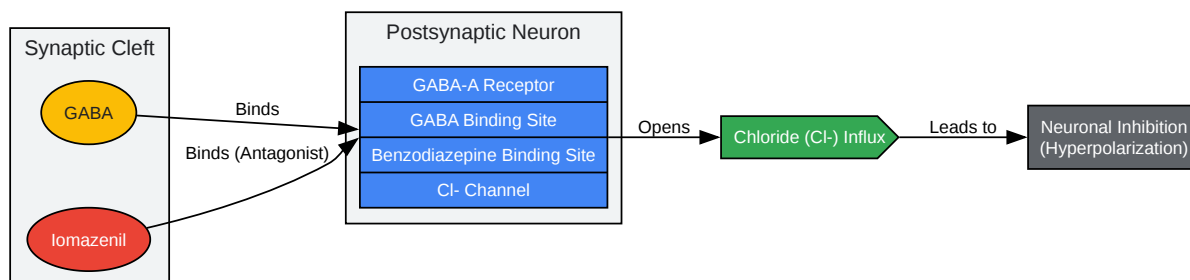 Synaptic Cleft
GABA
Iomazenil
Binds
Binds (Antagonist)
Postsynaptic Neuron
GABA-A Receptor
GABA Binding Site
Benzodiazepine Binding Site
Cl- Channel
Opens
Chloride (Cl-) Influx
Leads to
Neuronal Inhibition
(Hyperpolarization)